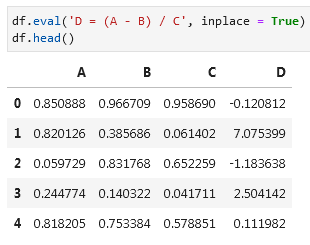 df.eval('D = (A - B) / C', inplace = True)
df.head()
A B C D
0 0.850888 0.966709 0.958690 -0.120812
1 0.820126 0.385686 0.061402 7.075399
2 0.059729 0.831768 0.652259 -1.183638
3 0.244774 0.140322 0.041711 2.504142
4 0.818205 0.753384 0.578851 0.111982